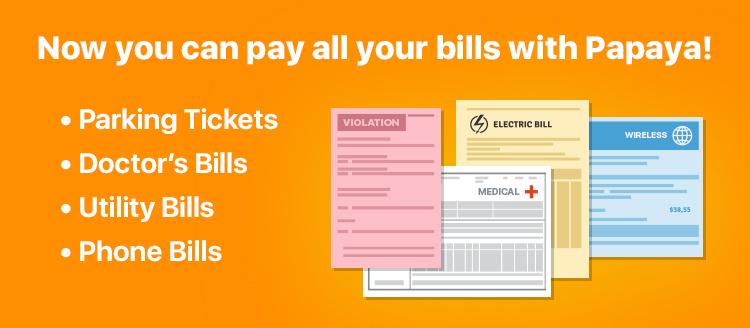 Now you can pay all your bills with Papaya!
• Parking Tickets
• Doctor's Bills
• Utility Bills
• Phone Bills
VIOLATION
ELECTRIC BILL
WIRELESS
MEDICAL
$38,55